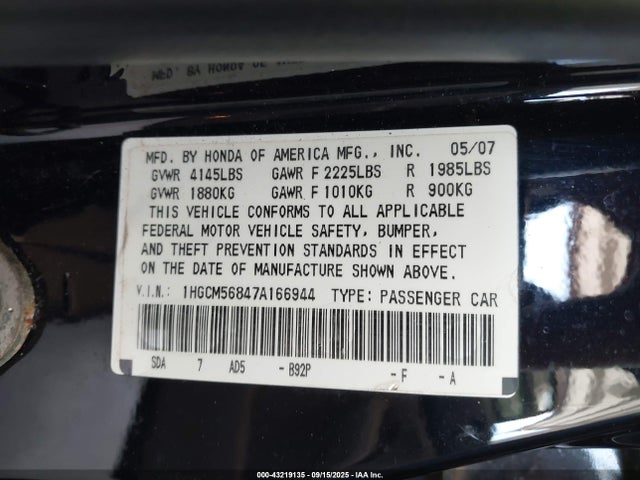 MFD. BY HONDA OF AMERICA MFG., INC. 05/07
GVWR 4145LBS GAWR F 2225LBS R 1985LBS
GVWR 1880KG GAWR F 1010KG R 900KG
THIS VEHICLE CONFORMS TO ALL APPLICABLE
FEDERAL MOTOR VEHICLE SAFETY, BUMPER,
AND THEFT PREVENTION STANDARDS IN EFFECT
ON THE DATE OF MANUFACTURE SHOWN ABOVE.
V.I.N.: 1HGCM56847A166944 TYPE: PASSENGER CAR
SDA 7 AD5 - B92P - F - A
000-43219135 - 09/15/2025 - IAA Inc.